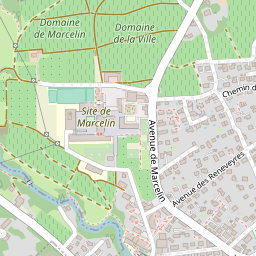 Domaine
de Marcelin
Domaine
de la Ville
Chemin d
Site de
Marcelin
Avenue de Marcelin
Avenue des Reneveyres